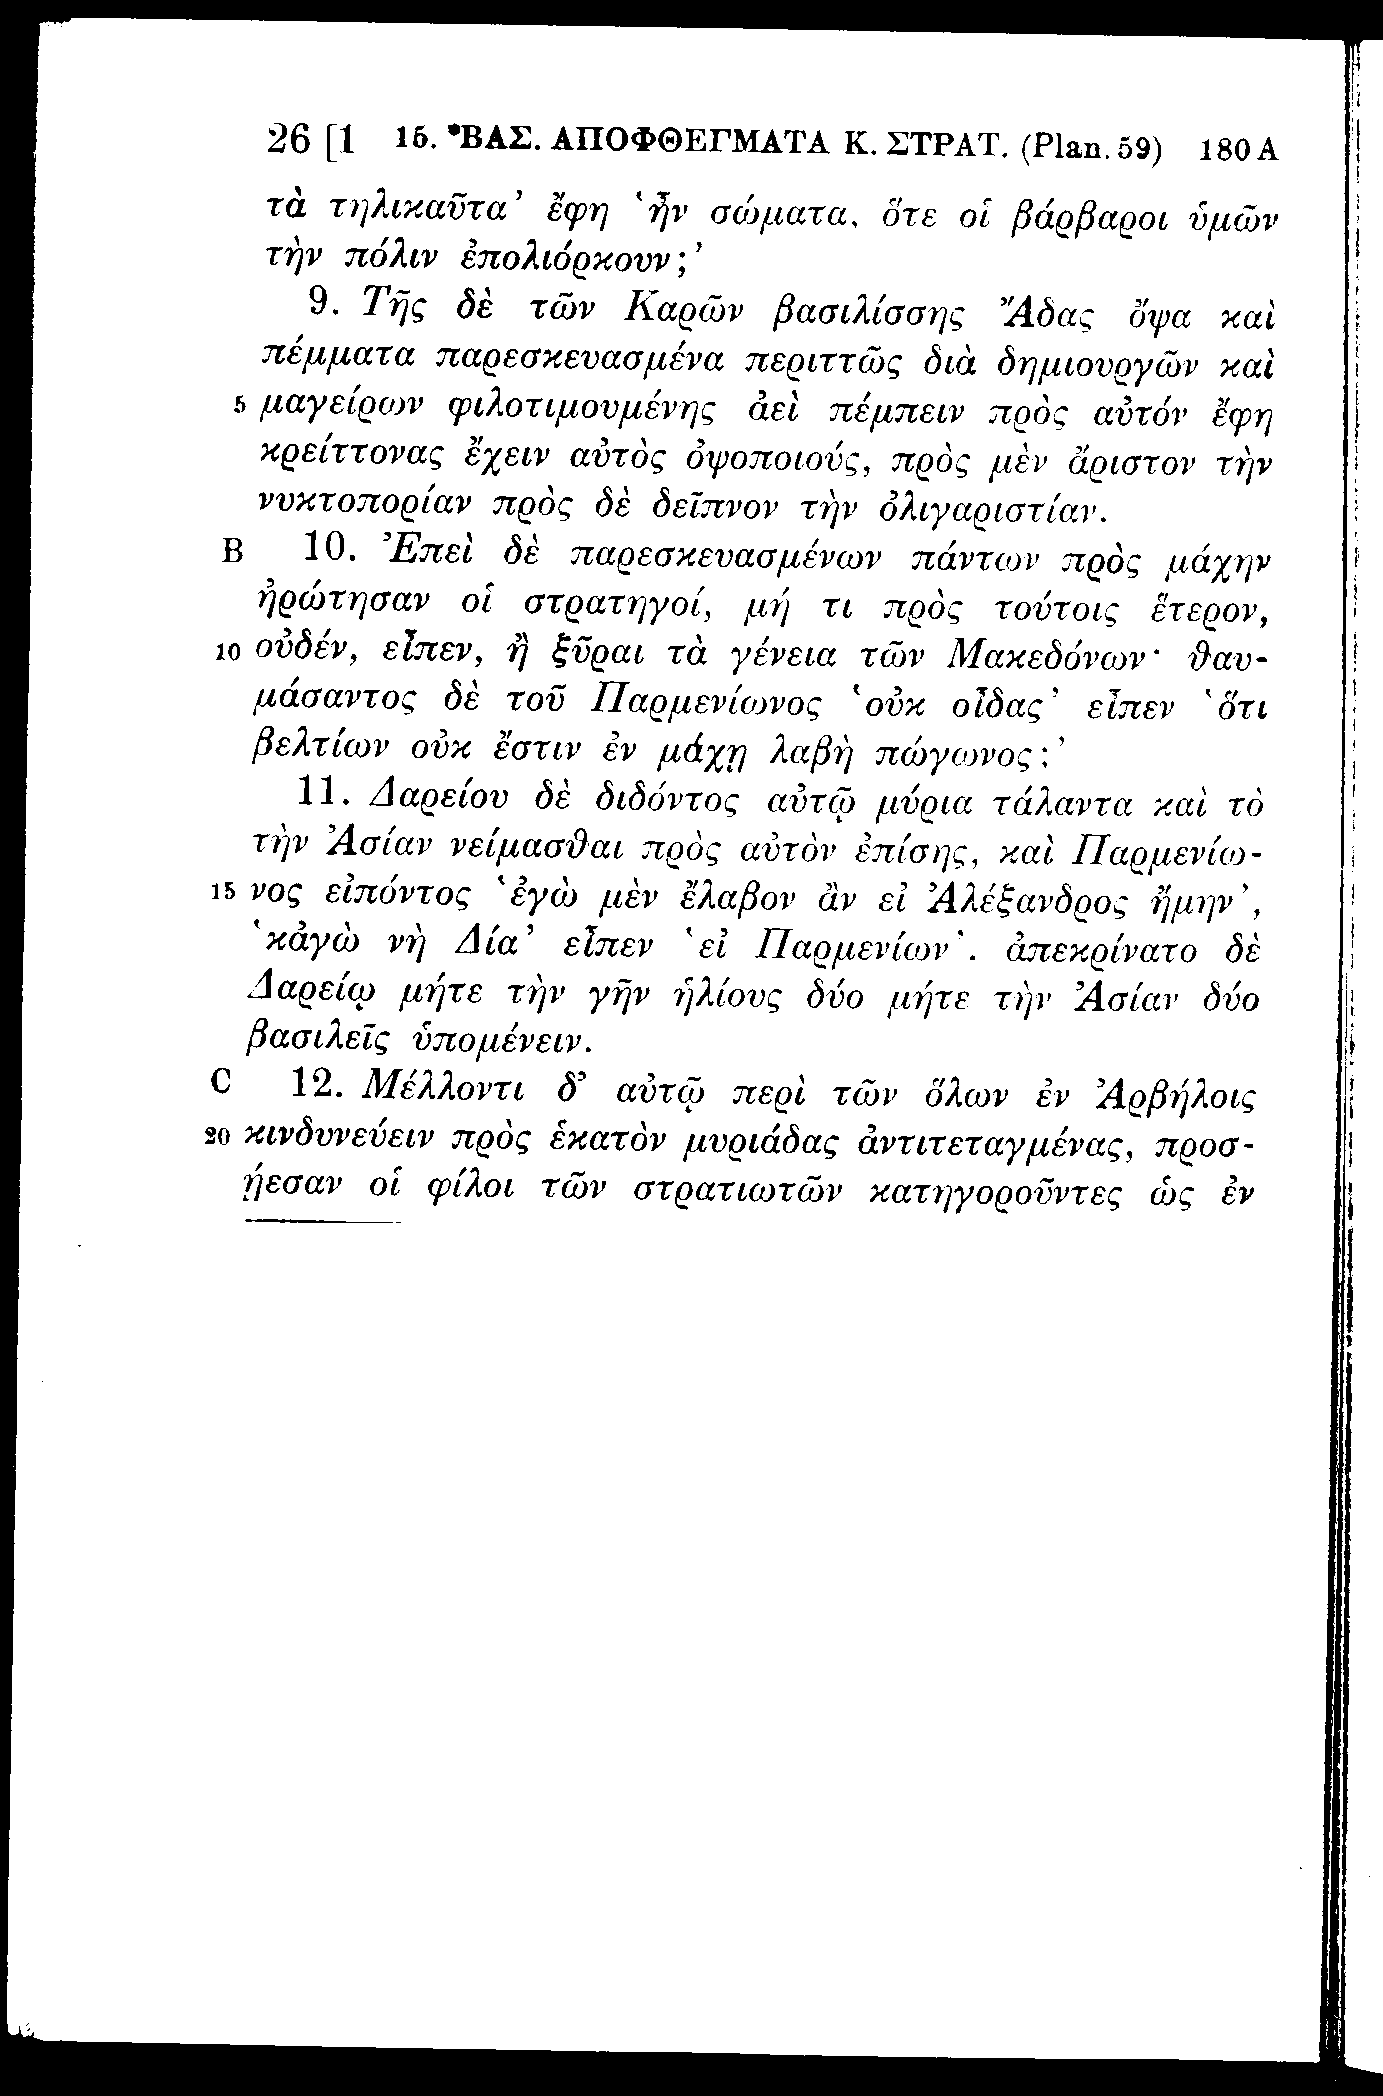 26 [1 15. *ΒΑΣ. ΑΠΟΦΘΕΓΜΑΤΑ Κ. ΣΤΡΑΤ. (Plan. 59) 180 A
τὰ τηλικαῦτα’ ἔφη ‘ἦν σώματα, ὅτε οἱ βάρβαροι ὑμῶν
τὴν πόλιν ἐπολιόρκουν;’
9. Τῆς δὲ τῶν Καρῶν βασιλίσσης Ἄδας ὄψα καὶ
πέμματα παρεσκευασμένα περιττῶς διὰ δημιουργῶν καὶ
5 μαγείρων φιλοτιμουμένης ἀεὶ πέμπειν πρὸς αὐτόν ἔφη
κρείττονας ἔχειν αὐτὸς ὀψοποιούς, πρὸς μὲν ἄριστον τὴν
νυκτοπορίαν πρὸς δὲ δεῖπνον τὴν ὀλιγαριστίαν.
B 10. Ἐπεὶ δὲ παρεσκευασμένων πάντων πρὸς μάχην
ἠρώτησαν οἱ στρατηγοί, μή τι πρὸς τούτοις ἕτερον,
10 οὐδέν, εἶπεν, ἢ ξῦραι τὰ γένεια τῶν Μακεδόνων· θαυ-
μάσαντος δὲ τοῦ Παρμενίωνος ‘οὐκ οἶδας’ εἶπεν ‘ὅτι
βελτίων οὐκ ἔστιν ἐν μάχῃ λαβὴ πώγωνος;’
11. Δαρείου δὲ διδόντος αὐτῷ μύρια τάλαντα καὶ τὸ
τὴν Ἀσίαν νείμασθαι πρὸς αὐτὸν ἐπίσης, καὶ Παρμενίω-
15 νος εἰπόντος ‘ἐγὼ μὲν ἔλαβον ἂν εἰ Ἀλέξανδρος ἤμην’,
‘κἀγὼ νὴ Δία’ εἶπεν ‘εἰ Παρμενίων’. ἀπεκρίνατο δὲ
Δαρείῳ μήτε τὴν γῆν ἡλίους δύο μήτε τὴν Ἀσίαν δύο
βασιλεῖς ὑπομένειν.
C 12. Μέλλοντι δ’ αὐτῷ περὶ τῶν ὅλων ἐν Ἀρβήλοις
20 κινδυνεύειν πρὸς ἑκατὸν μυριάδας ἀντιτεταγμένας, προσ-
ῄεσαν οἱ φίλοι τῶν στρατιωτῶν κατηγοροῦντες ὡς ἐν